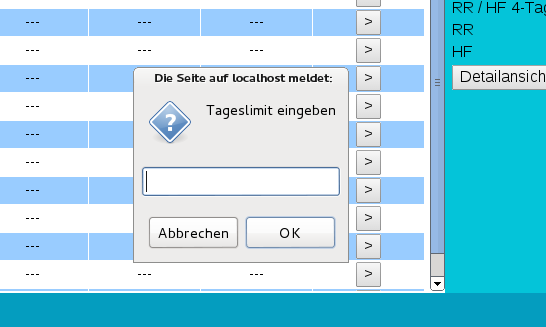 RR / HF 4-Tag
--- --- --- >
RR
--- --- --- >
HF
--- >
Die Seite auf localhost meldet:
Detailansich
?
Tageslimit eingeben
--- >
--- >
--- >
--- >
--- >
Abbrechen OK
--- >
--- >
--- --- --- >